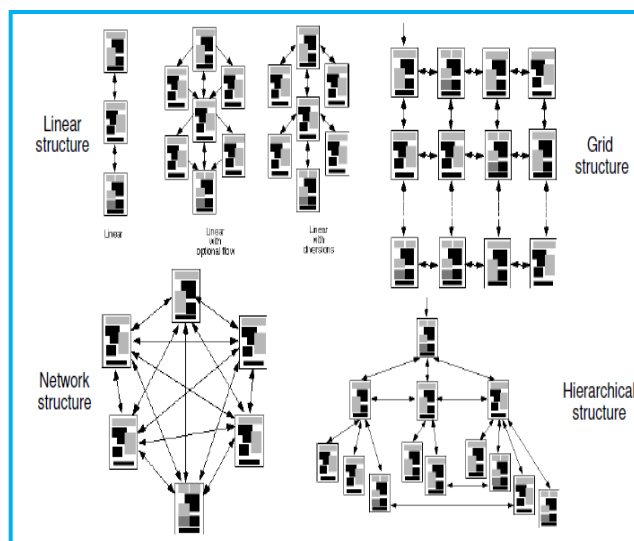 Linear
structure
Linear
Linear
with
optional flow
Linear
with
diversions
Grid
structure
Network
structure
Hierarchical
structure